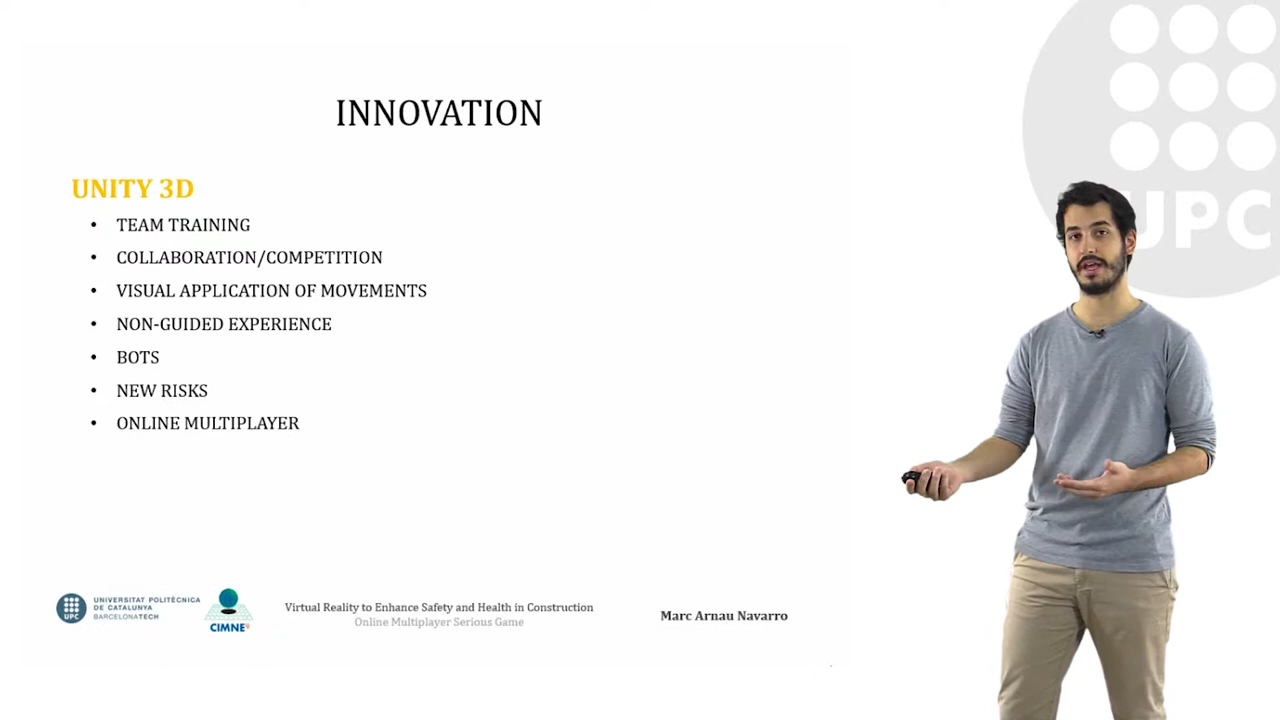 INNOVATION
UNITY 3D
• TEAM TRAINING
• COLLABORATION/COMPETITION
• VISUAL APPLICATION OF MOVEMENTS
• NON-GUIDED EXPERIENCE
• BOTS
• NEW RISKS
• ONLINE MULTIPLAYER
UPC
UNIVERSITAT POLITÈCNICA
DE CATALUNYA
BARCELONATECH
UPC
CIMNE
Virtual Reality to Enhance Safety and Health in Construction
Online Multiplayer Serious Game
Marc Arnau Navarro